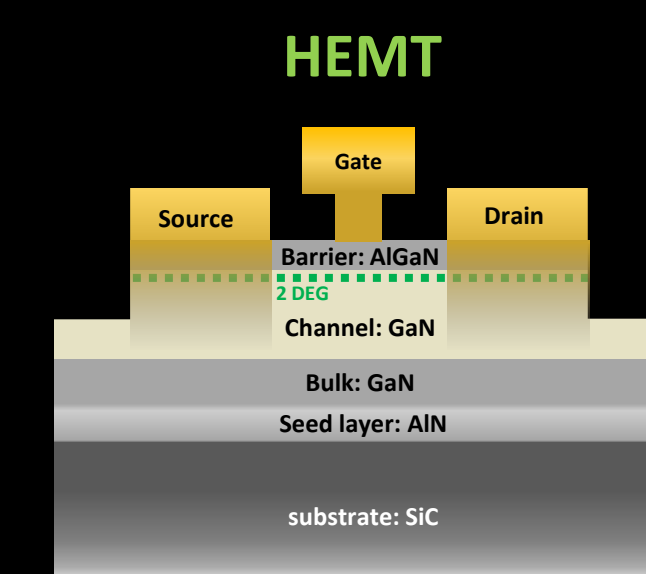 HEMT
Gate
Source
Drain
Barrier: AlGaN
2 DEG
Channel: GaN
Bulk: GaN
Seed layer: AlN
substrate: SiC